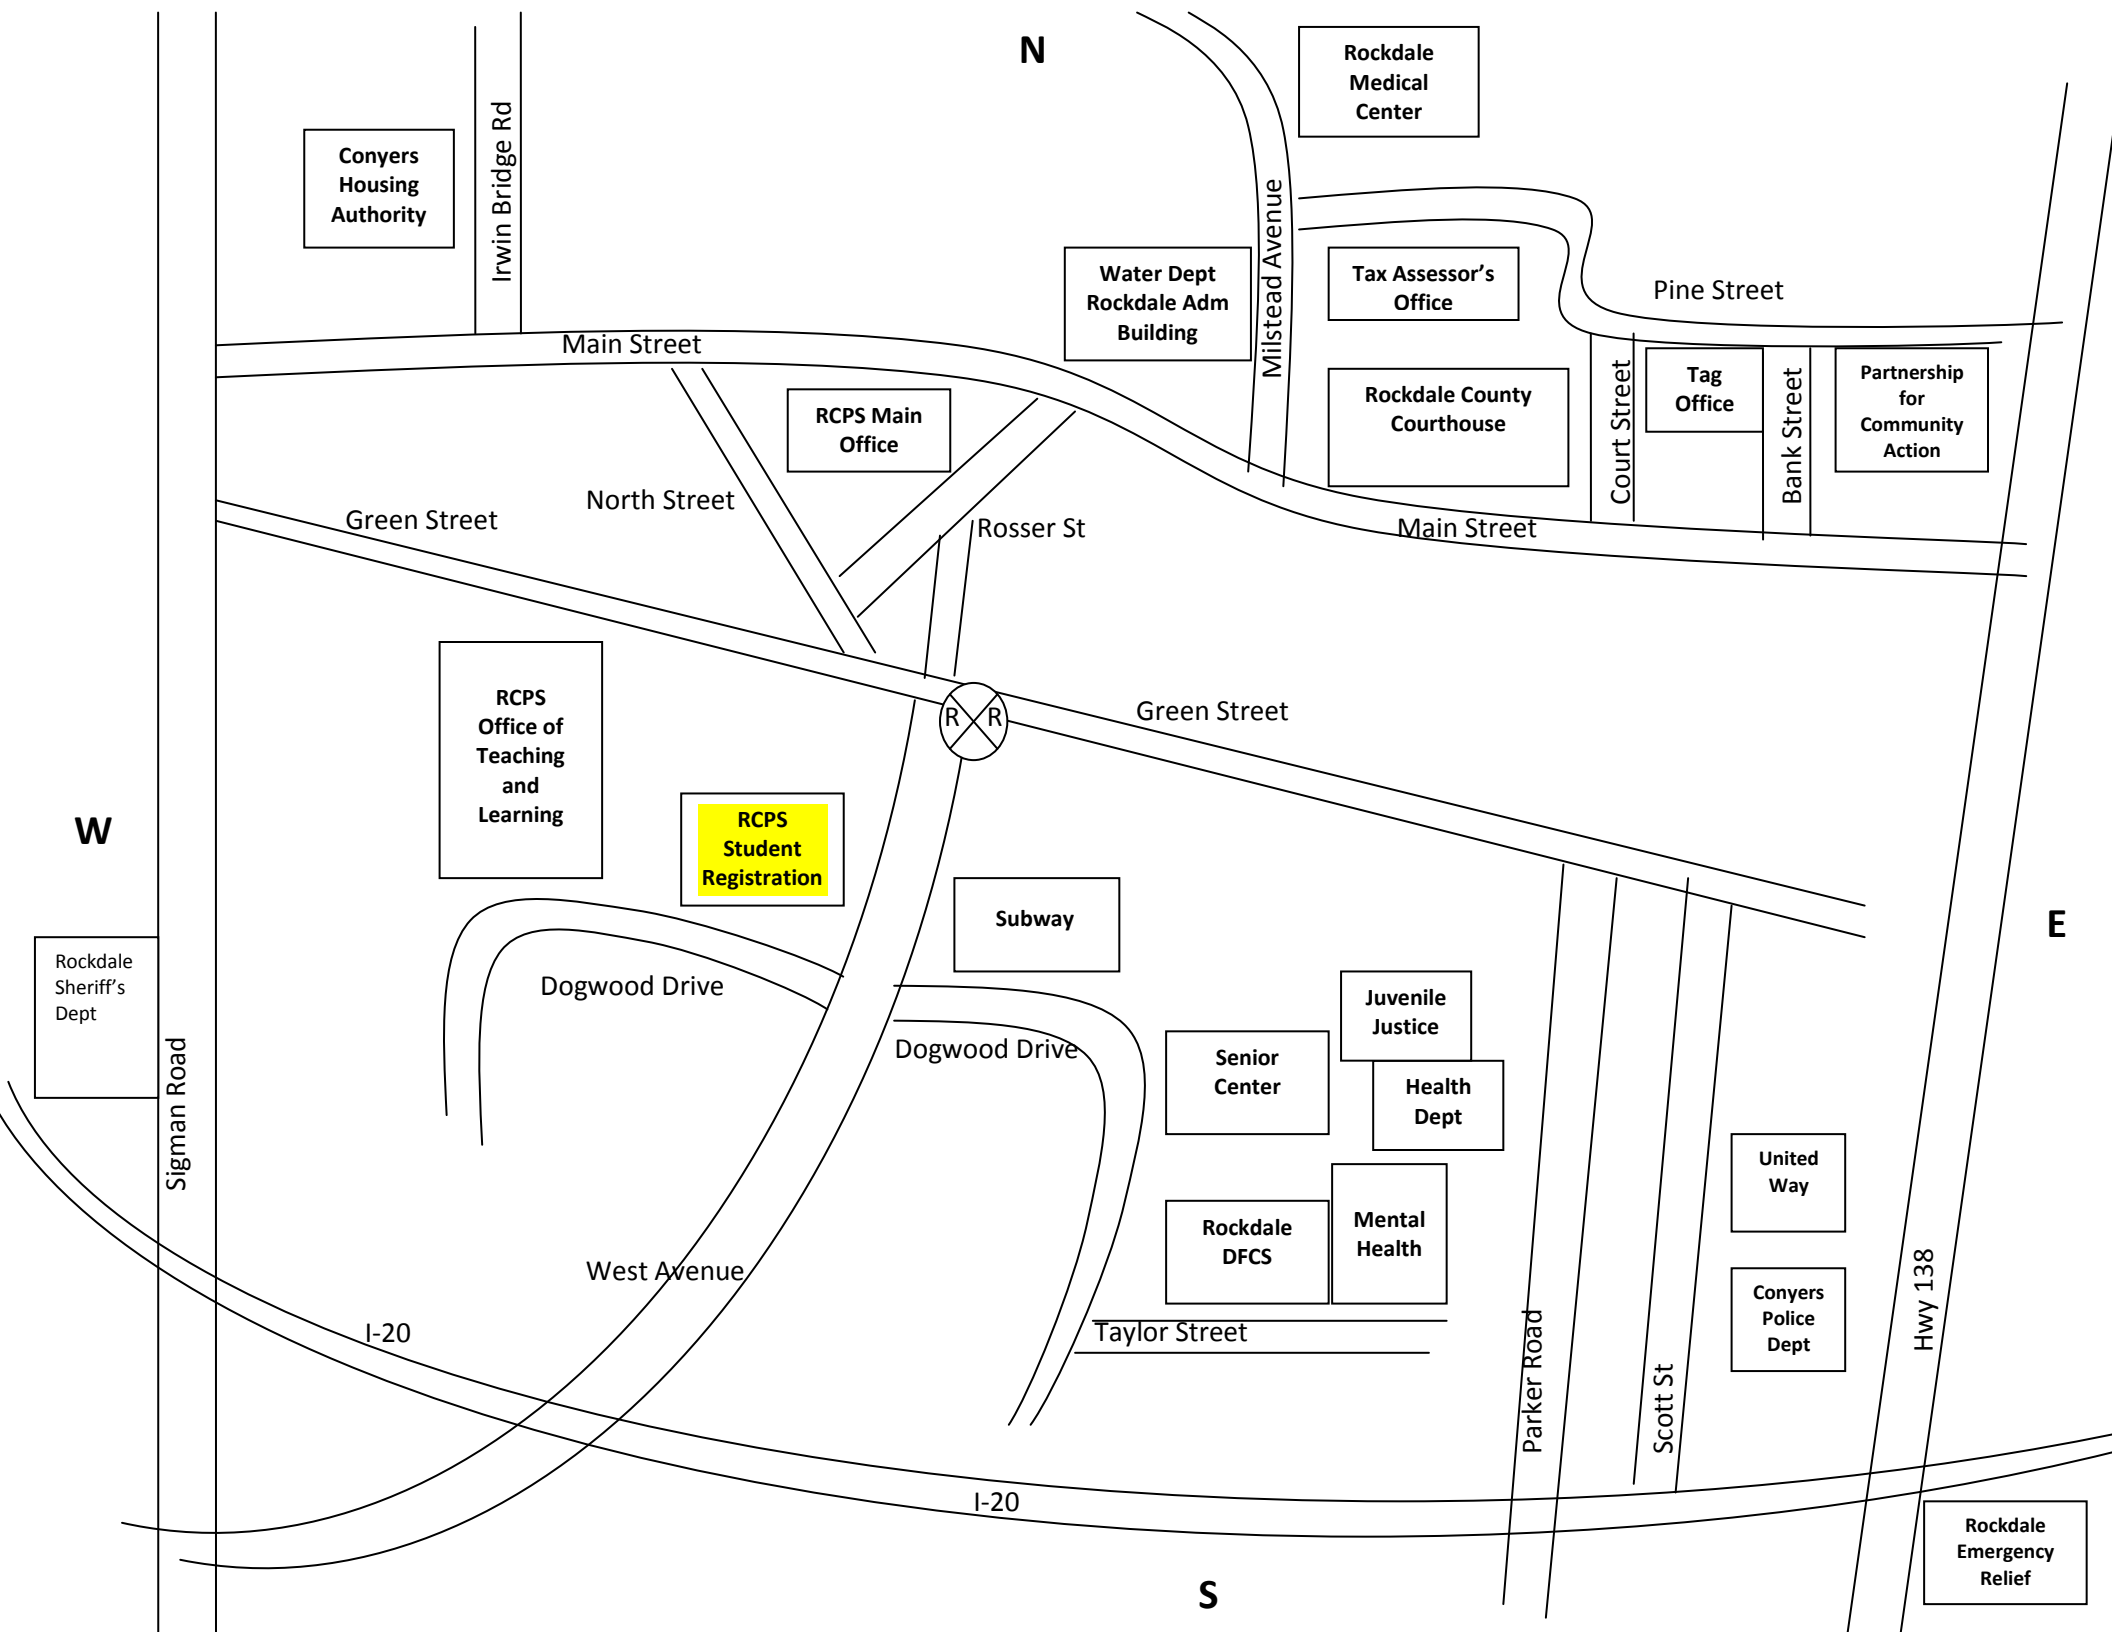 N
Rockdale
Medical
Center
Irwin Bridge Rd
Conyers
Housing
Authority
Milstead Avenue
Water Dept
Rockdale Adm
Building
Tax Assessor’s
Office
Pine Street
Main Street
RCPS Main
Office
Rockdale County
Courthouse
Court Street
Tag
Office
Bank Street
Partnership
for
Community
Action
North Street
Green Street
Rosser St
Main Street
RCPS
Office of
Teaching
and
Learning
R R
Green Street
W
RCPS
Student
Registration
Subway
E
Rockdale
Sheriff’s
Dept
Dogwood Drive
Dogwood Drive
Juvenile
Justice
Senior
Center
Health
Dept
Sigman Road
United
Way
Rockdale
DFCS
Mental
Health
West Avenue
I-20
Taylor Street
Parker Road
Scott St
Conyers
Police
Dept
Hwy 138
I-20
Rockdale
Emergency
Relief
S